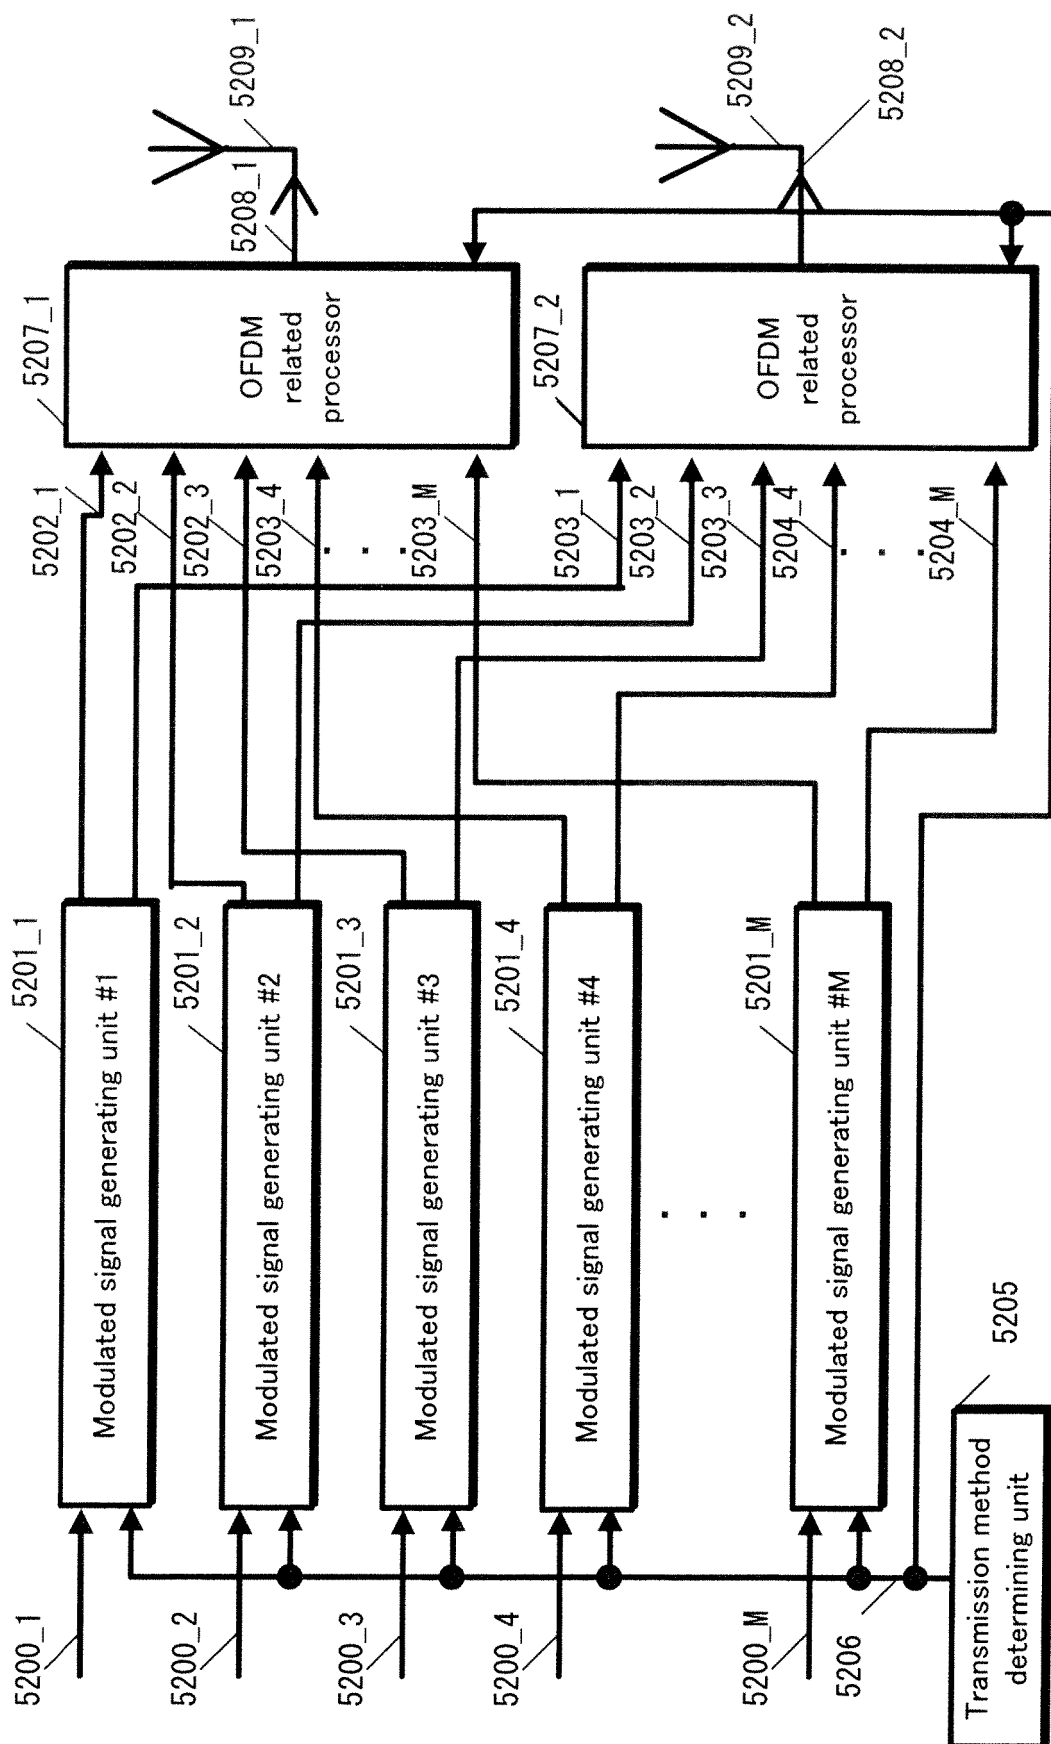 5200_1
5200_2
5200_3
5200_4
5200_M
5206
Transmission method
determining unit
5205
5201_1
Modulated signal generating unit #1
5201_2
Modulated signal generating unit #2
5201_3
Modulated signal generating unit #3
5201_4
Modulated signal generating unit #4
. . .
5201_M
Modulated signal generating unit #M
5202_1
5202_2
5202_3
5203_4
. . .
5203_M
5203_1
5203_2
5203_3
5204_4
. . .
5204_M
5207_1
OFDM
related
processor
5207_2
OFDM
related
processor
5208_1
5209_1
5209_2
5208_2